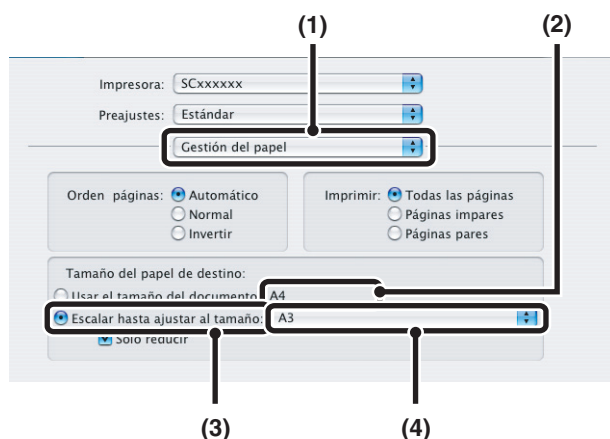 (1) (2)
Impresora: SCxxxxxx
Preajustes: Estándar
Gestión del papel
Orden páginas: Automático Imprimir: Todas las páginas
Normal Páginas impares
Invertir Páginas pares
Tamaño del papel de destino:
Usar el tamaño del documento: A4
Escalar hasta ajustar al tamaño: A3
Sólo reducir
(3) (4)